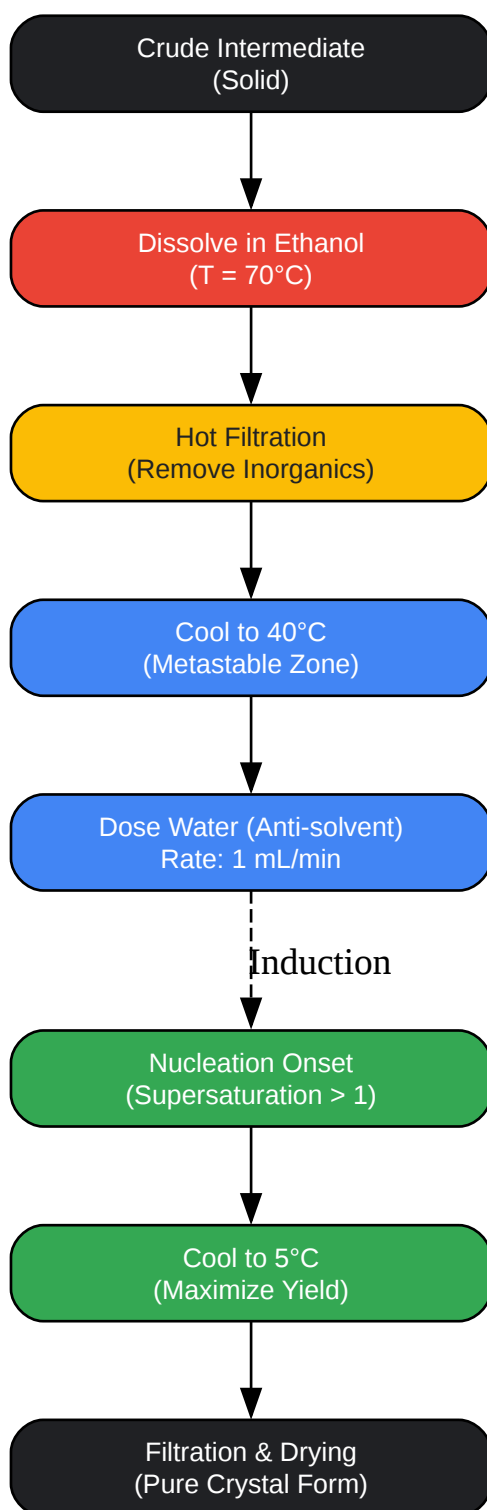 Crude Intermediate
(Solid)
Dissolve in Ethanol
(T = 70°C)
Hot Filtration
(Remove Inorganics)
Cool to 40°C
(Metastable Zone)
Dose Water (Anti-solvent)
Rate: 1 mL/min
Induction
Nucleation Onset
(Supersaturation > 1)
Cool to 5°C
(Maximize Yield)
Filtration & Drying
(Pure Crystal Form)